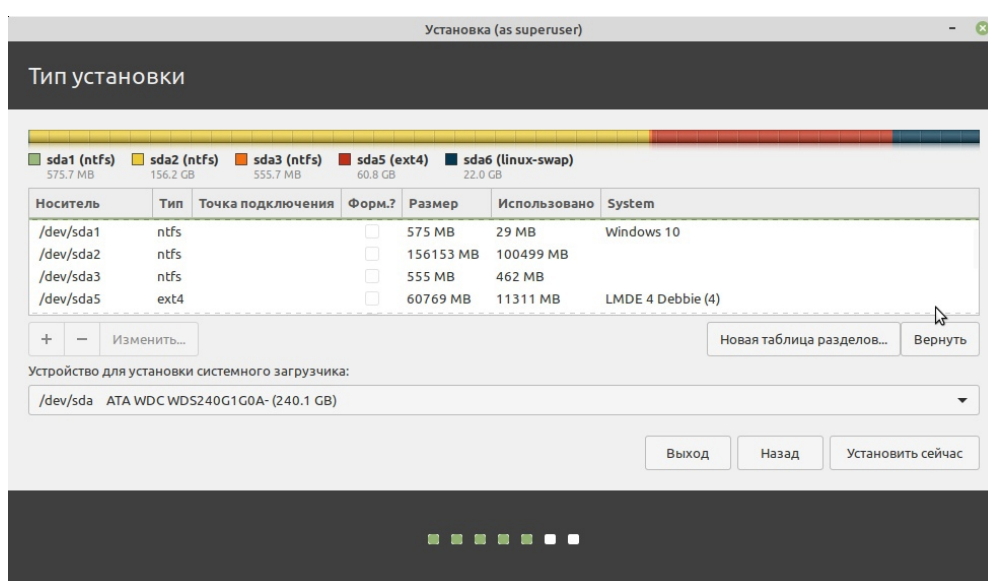 Установка (as superuser)
Тип установки
sda1 (ntfs) sda2 (ntfs) sda3 (ntfs) sda5 (ext4) sda6 (linux-swap)
575.7 MB 156.2 GB 555.7 MB 60.8 GB 22.0 GB
Носитель Тип Точка подключения Форм.? Размер Использовано System
/dev/sda1 ntfs 575 MB 29 MB Windows 10
/dev/sda2 ntfs 156153 MB 100499 MB
/dev/sda3 ntfs 555 MB 462 MB
/dev/sda5 ext4 60769 MB 11311 MB LMDE 4 Debbie (4)
+ − Изменить... Новая таблица разделов... Вернуть
Устройство для установки системного загрузчика:
/dev/sda ATA WDC WDS240G1G0A- (240.1 GB)
Выход Назад Установить сейчас